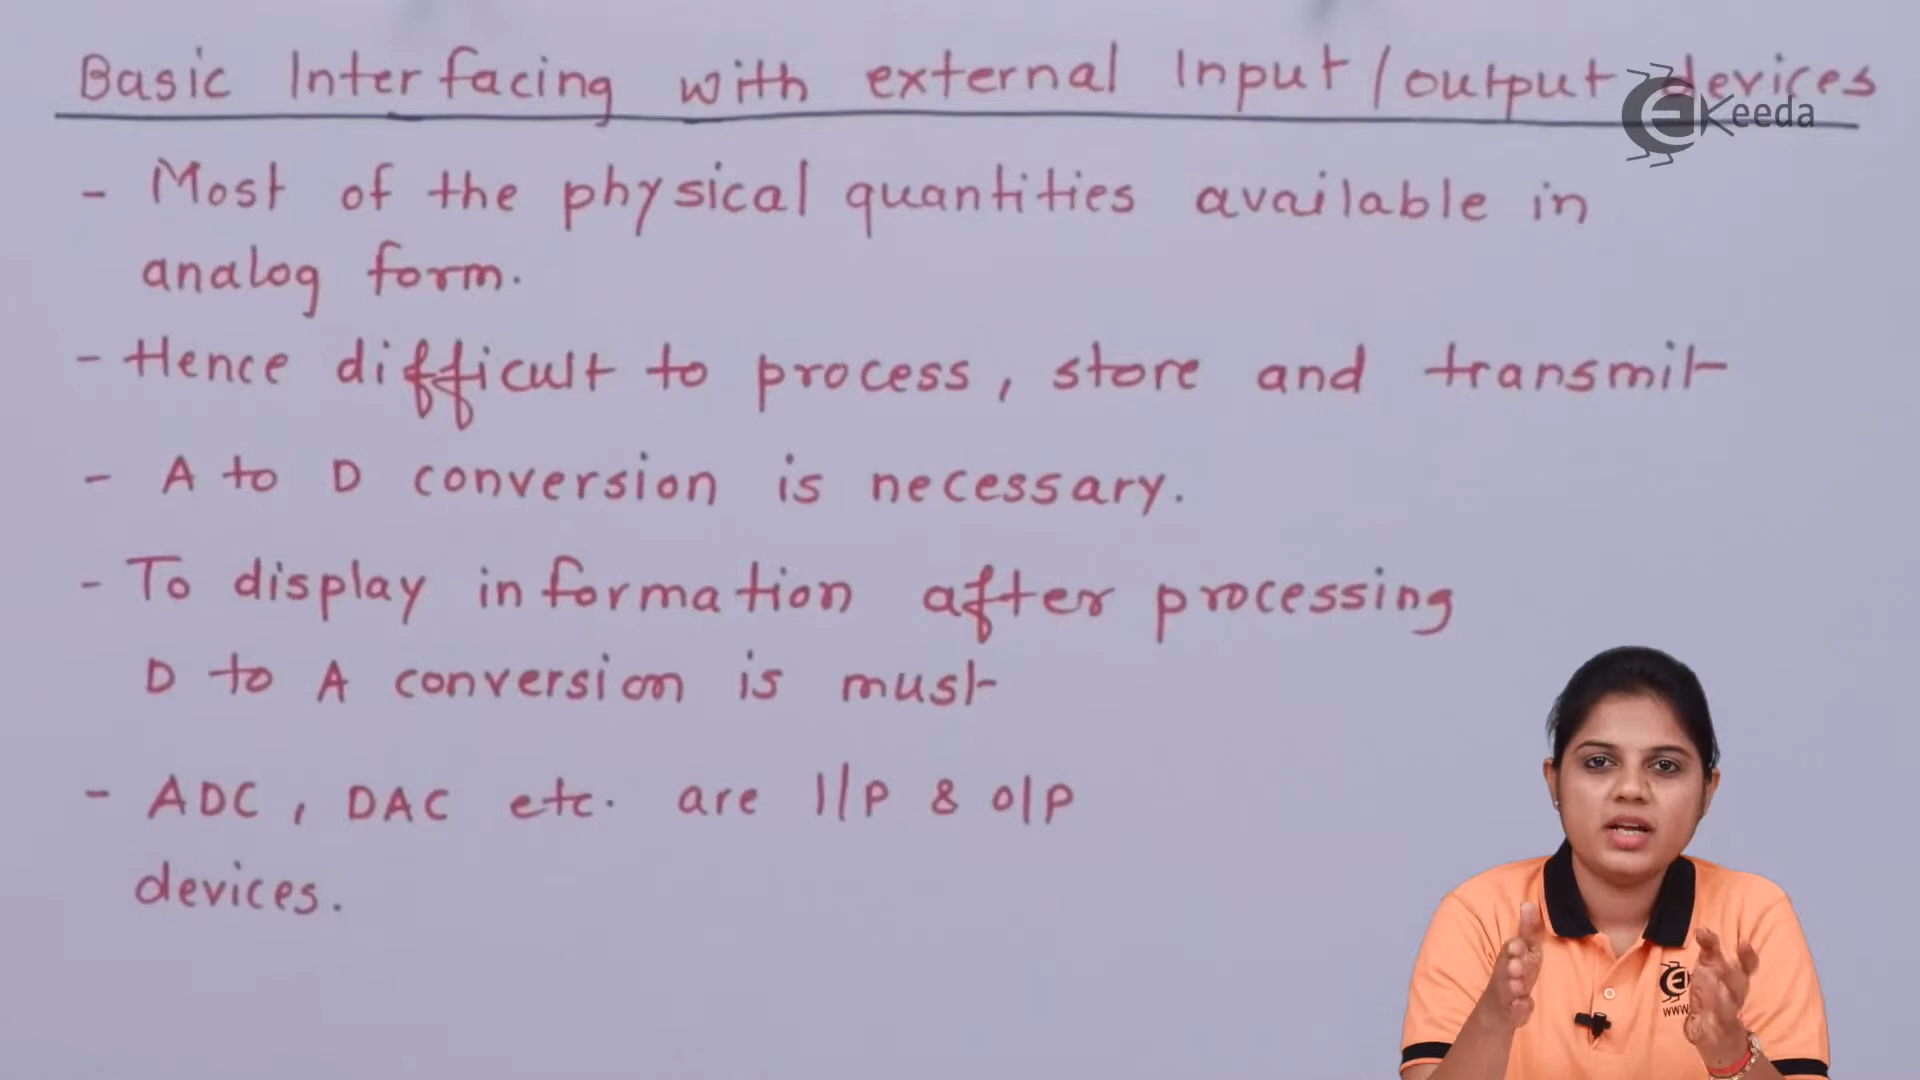 Basic Interfacing with external Input/output devices
EKeeda
- Most of the physical quantities available in
analog form.
- Hence difficult to process, store and transmit
- A to D conversion is necessary.
- To display information after processing
D to A conversion is must
- ADC, DAC etc. are I/P & O/P
devices.
WWW